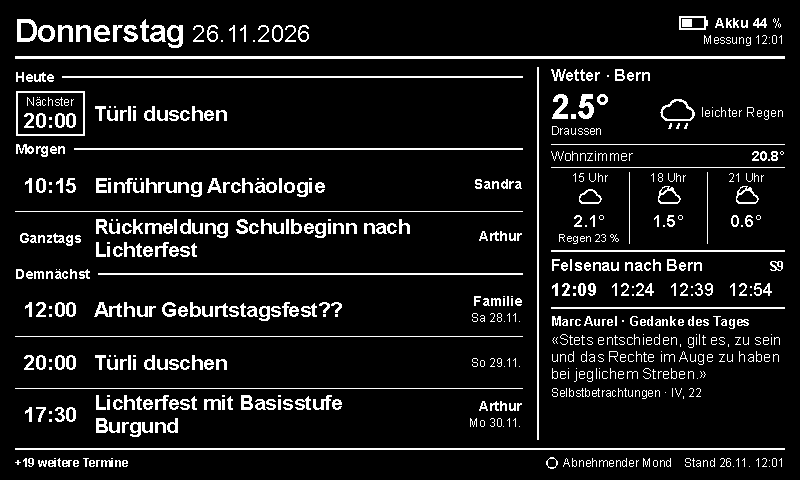 Donnerstag 26.11.2026
Akku 44 %
Messung 12:01
Heute
Nächster
20:00 Türli duschen
Morgen
10:15 Einführung Archäologie Sandra
Ganztags Rückmeldung Schulbeginn nach
Lichterfest Arthur
Demnächst
12:00 Arthur Geburtstagsfest?? Familie
Sa 28.11.
20:00 Türli duschen So 29.11.
17:30 Lichterfest mit Basisstufe
Burgund Arthur
Mo 30.11.
Wetter · Bern
2.5° leichter Regen
Draussen
Wohnzimmer 20.8°
15 Uhr 18 Uhr 21 Uhr
2.1° 1.5° 0.6°
Regen 23 %
Felsenau nach Bern S9
12:09 12:24 12:39 12:54
Marc Aurel · Gedanke des Tages
«Stets entschieden, gilt es, zu sein
und das Rechte im Auge zu haben
bei jeglichem Streben.»
Selbstbetrachtungen · IV, 22
+19 weitere Termine
Abnehmender Mond Stand 26.11. 12:01